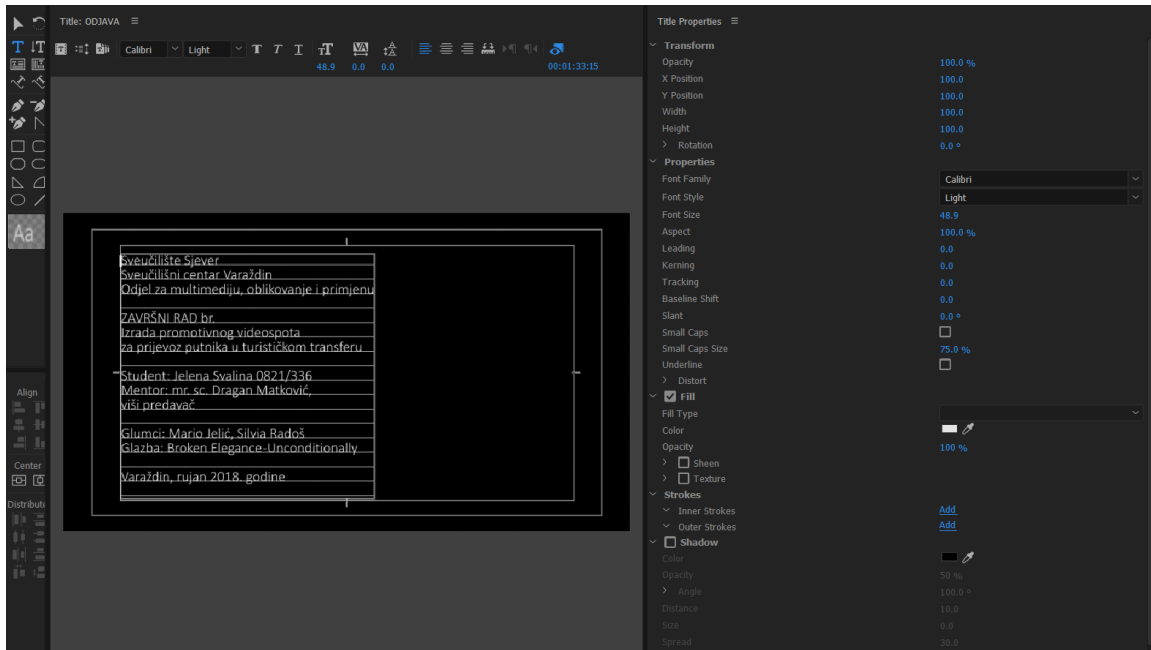 Title: ODJAVA
Calibri
Light
T
T
T
48.9
0.0
0.0
00:01:33:15
Aa
Align
Center
Distribute
Sveučilište Sjever
Sveučilišni centar Varaždin
Odjel za multimediju, oblikovanje i primjenu
ZAVRŠNI RAD br.
Izrada promotivnog videospota
za prijevoz putnika u turističkom transferu
Student: Jelena Svalina 0821/336
Mentor: mr. sc. Dragan Matković,
viši predavač
Glumci: Mario Jelić, Silvia Radoš
Glazba: Broken Elegance-Unconditionally
Varaždin, rujan 2018. godine
Title Properties
Transform
Opacity 100.0 %
X Position 100.0
Y Position 100.0
Width 100.0
Height 100.0
Rotation 0.0 °
Properties
Font Family Calibri
Font Style Light
Font Size 48.9
Aspect 100.0 %
Leading 0.0
Kerning 0.0
Tracking 0.0
Baseline Shift 0.0
Slant 0.0 °
Small Caps
Small Caps Size 75.0 %
Underline
Distort
Fill
Fill Type
Color
Opacity 100 %
Sheen
Texture
Strokes
Inner Strokes Add
Outer Strokes Add
Shadow
Color
Opacity 50 %
Angle 100.0 °
Distance 10.0
Size 0.0
Spread 30.0